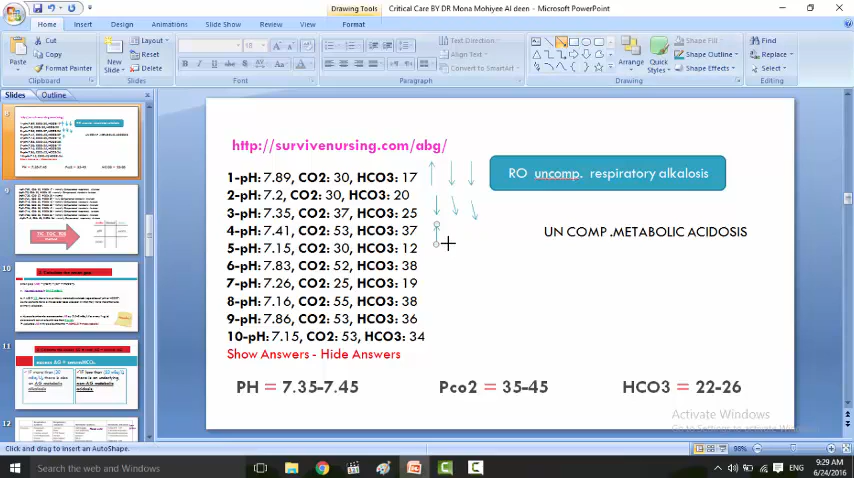 Drawing Tools
Critical Care BY DR Mona Mohiyee Al deen - Microsoft PowerPoint
Home Insert Design Animations Slide Show Review View Format
Paste
Cut
Copy
Format Painter
Clipboard
New Slide
Layout
Reset
Delete
Slides
18
Font
Text Direction
Align Text
Convert to SmartArt
Paragraph
Arrange
Quick Styles
Shape Fill
Shape Outline
Shape Effects
Drawing
Find
Replace
Select
Editing
Slides Outline
9
10
11
12
http://survivenursing.com/abg/
1-pH: 7.89, CO2: 30, HCO3: 17
RO uncomp. respiratory alkalosis
2-pH: 7.2, CO2: 30, HCO3: 20
3-pH: 7.35, CO2: 37, HCO3: 25
4-pH: 7.41, CO2: 53, HCO3: 37
UN COMP .METABOLIC ACIDOSIS
5-pH: 7.15, CO2: 30, HCO3: 12
6-pH: 7.83, CO2: 52, HCO3: 38
7-pH: 7.26, CO2: 25, HCO3: 19
8-pH: 7.16, CO2: 55, HCO3: 38
9-pH: 7.86, CO2: 53, HCO3: 36
10-pH: 7.15, CO2: 53, HCO3: 34
Show Answers - Hide Answers
PH = 7.35-7.45 Pco2 = 35-45 HCO3 = 22-26
Activate Windows
Click and drag to insert an AutoShape.
98%
Search the web and Windows
ENG
9:29 AM
6/24/2016